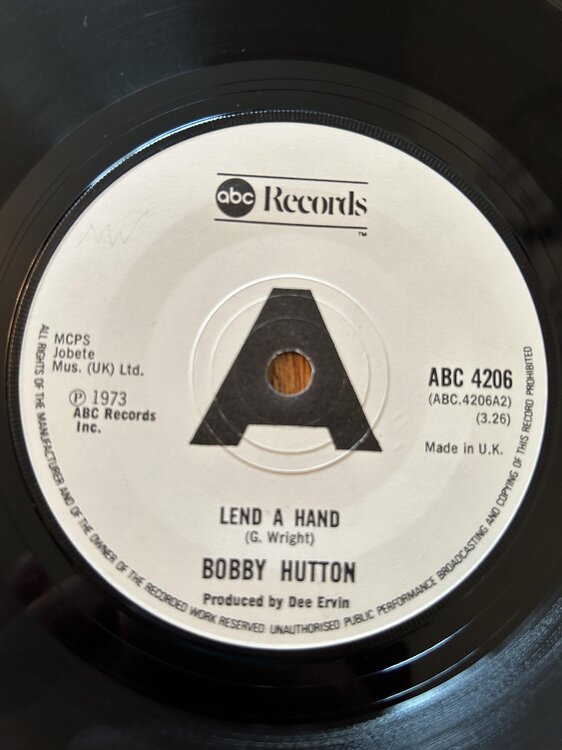 abc Records
™
MW
A
MCPS
Jobete
Mus. (UK) Ltd.
℗ 1973
ABC Records
Inc.
ABC 4206
(ABC.4206A2)
(3.26)
Made in U.K.
LEND A HAND
(G. Wright)
BOBBY HUTTON
Produced by Dee Ervin
ALL RIGHTS OF THE MANUFACTURER AND OF THE OWNER OF THE RECORDED WORK RESERVED UNAUTHORISED PUBLIC PERFORMANCE BROADCASTING AND COPYING OF THIS RECORD PROHIBITED